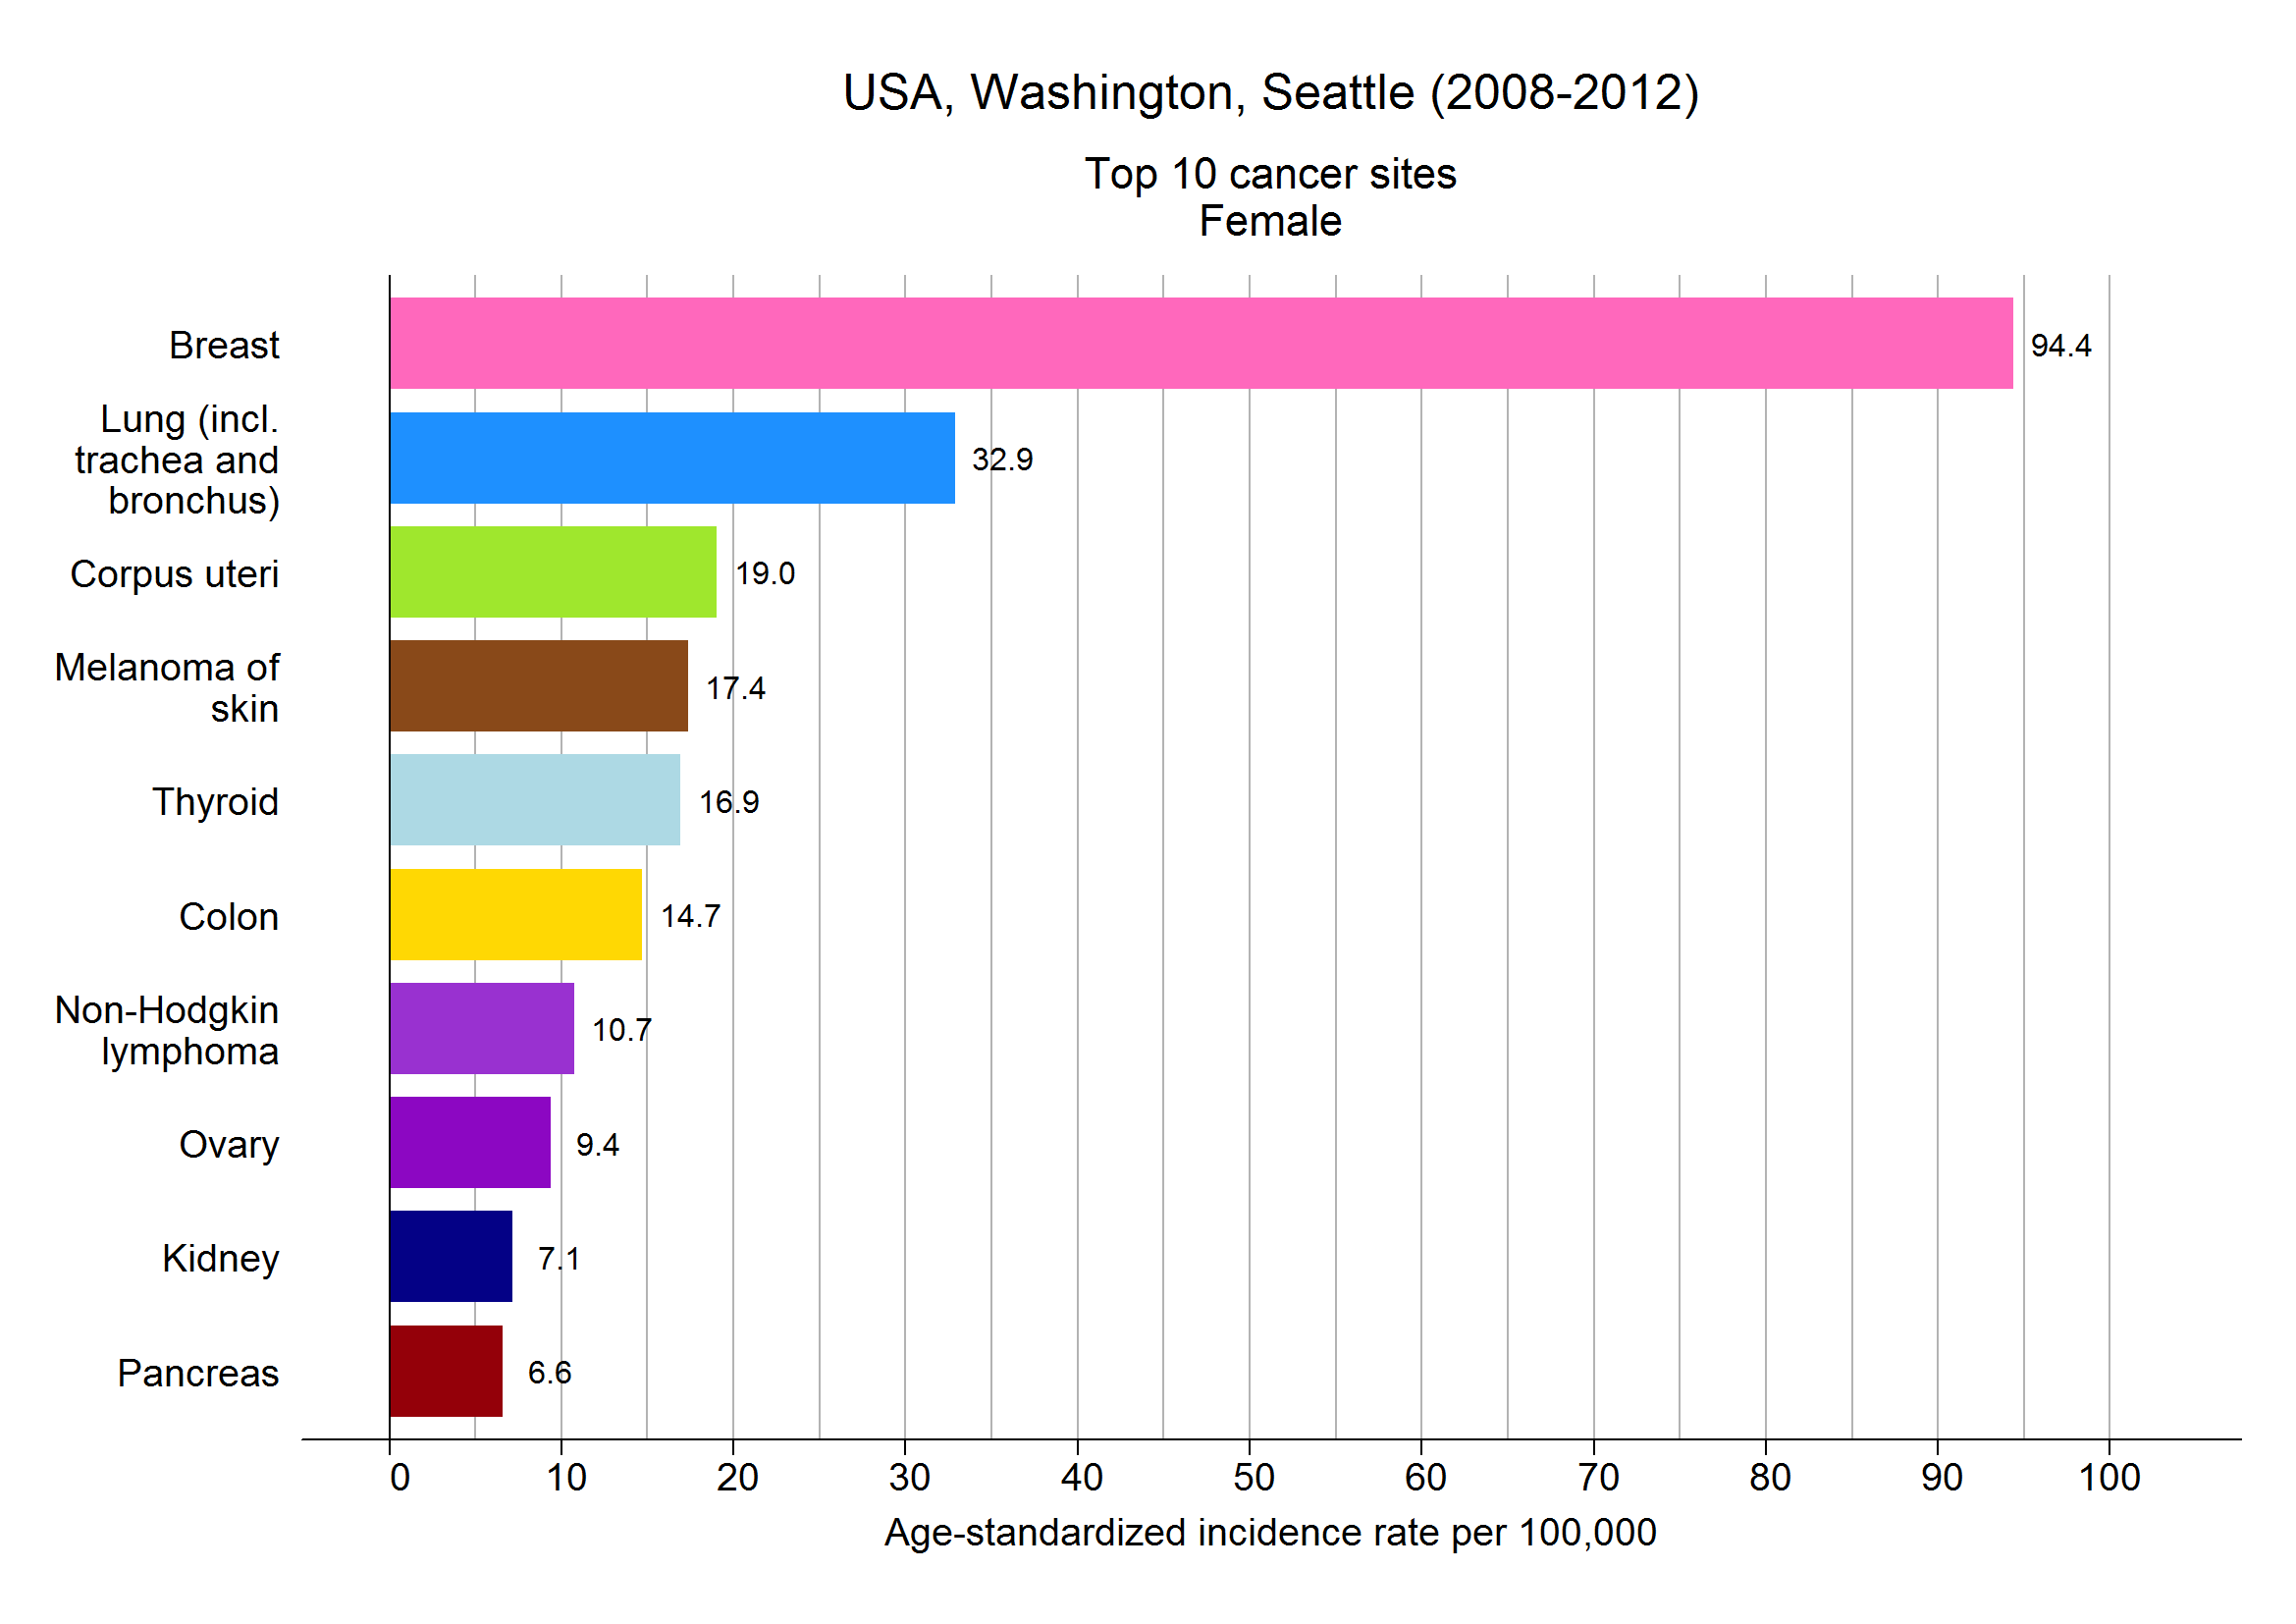 USA, Washington, Seattle (2008-2012)
Top 10 cancer sites
Female
Breast
94.4
Lung (incl.
trachea and
bronchus)
32.9
Corpus uteri
19.0
Melanoma of
skin
17.4
Thyroid
16.9
Colon
14.7
Non-Hodgkin
lymphoma
10.7
Ovary
9.4
Kidney
7.1
Pancreas
6.6
0 10 20 30 40 50 60 70 80 90 100
Age-standardized incidence rate per 100,000